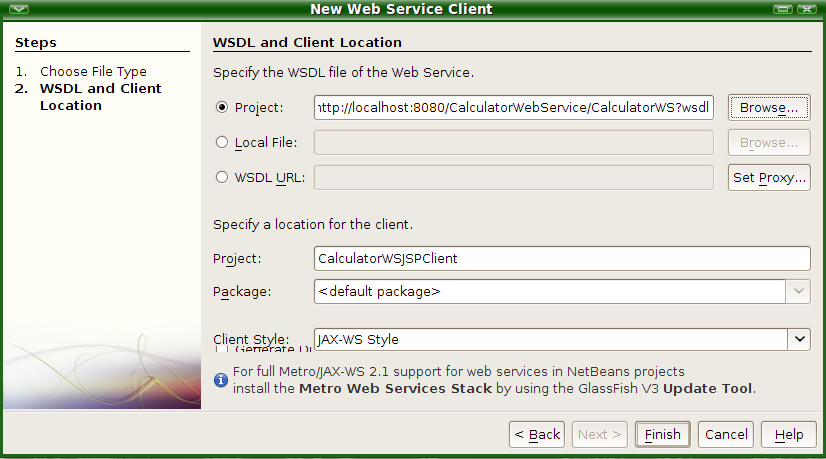 New Web Service Client
Steps
1. Choose File Type
2. WSDL and Client
Location
WSDL and Client Location
Specify the WSDL file of the Web Service.
Project: http://localhost:8080/CalculatorWebService/CalculatorWS?wsdl Browse...
Local File: Browse...
WSDL URL: Set Proxy...
Specify a location for the client.
Project: CalculatorWSJSPClient
Package: <default package>
Client Style: JAX-WS Style
Generate
For full Metro/JAX-WS 2.1 support for web services in NetBeans projects
install the Metro Web Services Stack by using the GlassFish V3 Update Tool.
< Back Next > Finish Cancel Help